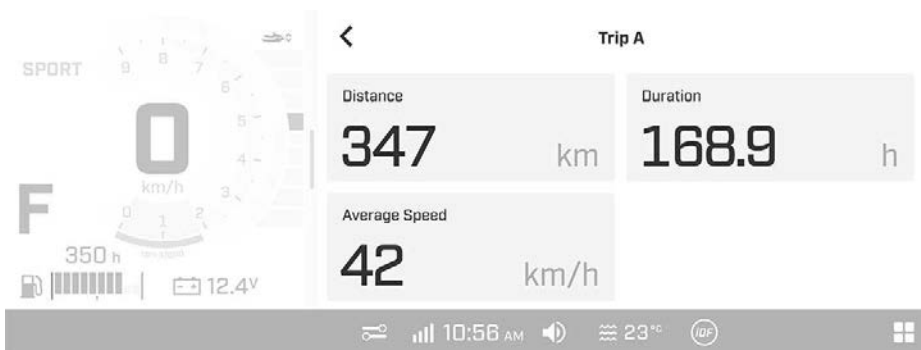 SPORT
9 8 7 6 5 4 3 2 1 0
0
km/h
F
350 h
12.4V
Trip A
Distance
347 km
Duration
168.9 h
Average Speed
42 km/h
10:56 AM
23°C
iDF